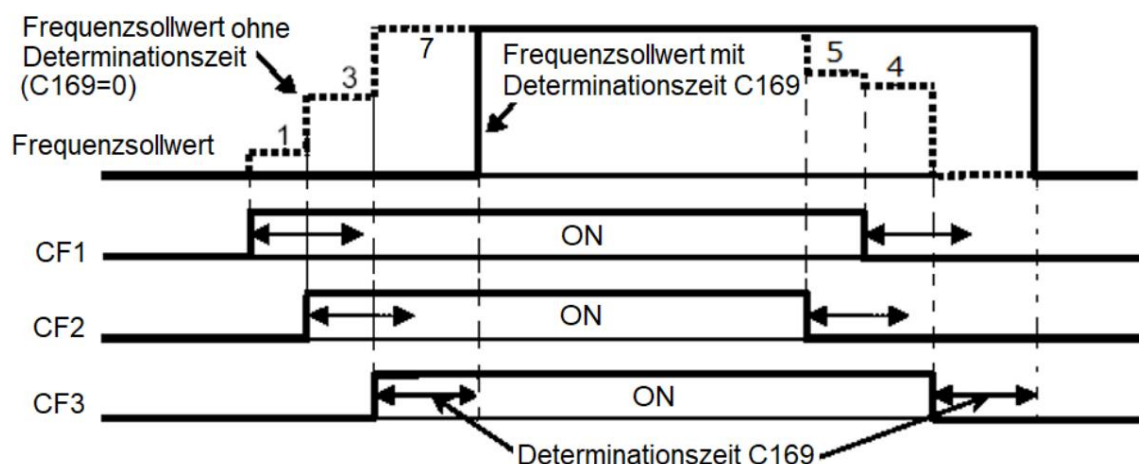 Frequenzsollwert ohne
Determinationszeit
(C169=0)
7
Frequenzsollwert mit
Determinationszeit C169
5
4
3
1
Frequenzsollwert
CF1
ON
CF2
ON
CF3
ON
Determinationszeit C169